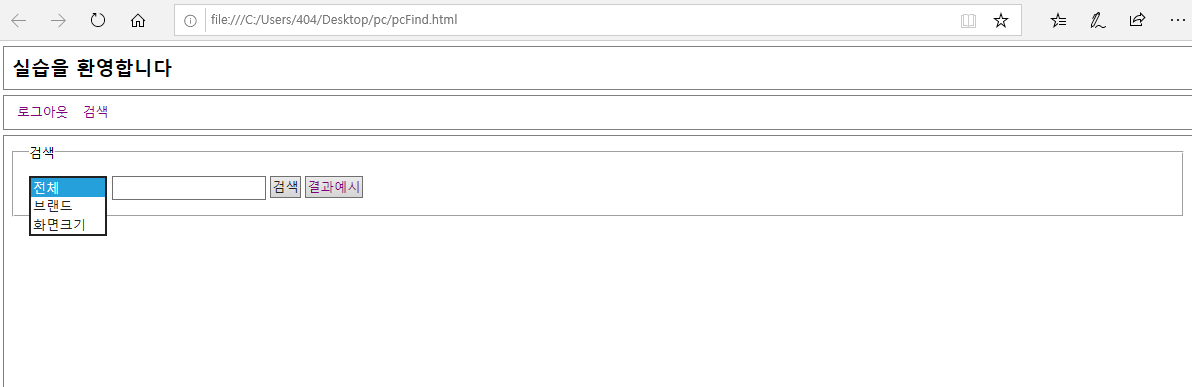 file:///C:/Users/404/Desktop/pc/pcFind.html
실습을 환영합니다
로그아웃 검색
검색
전체 검색 결과예시
브랜드
화면크기